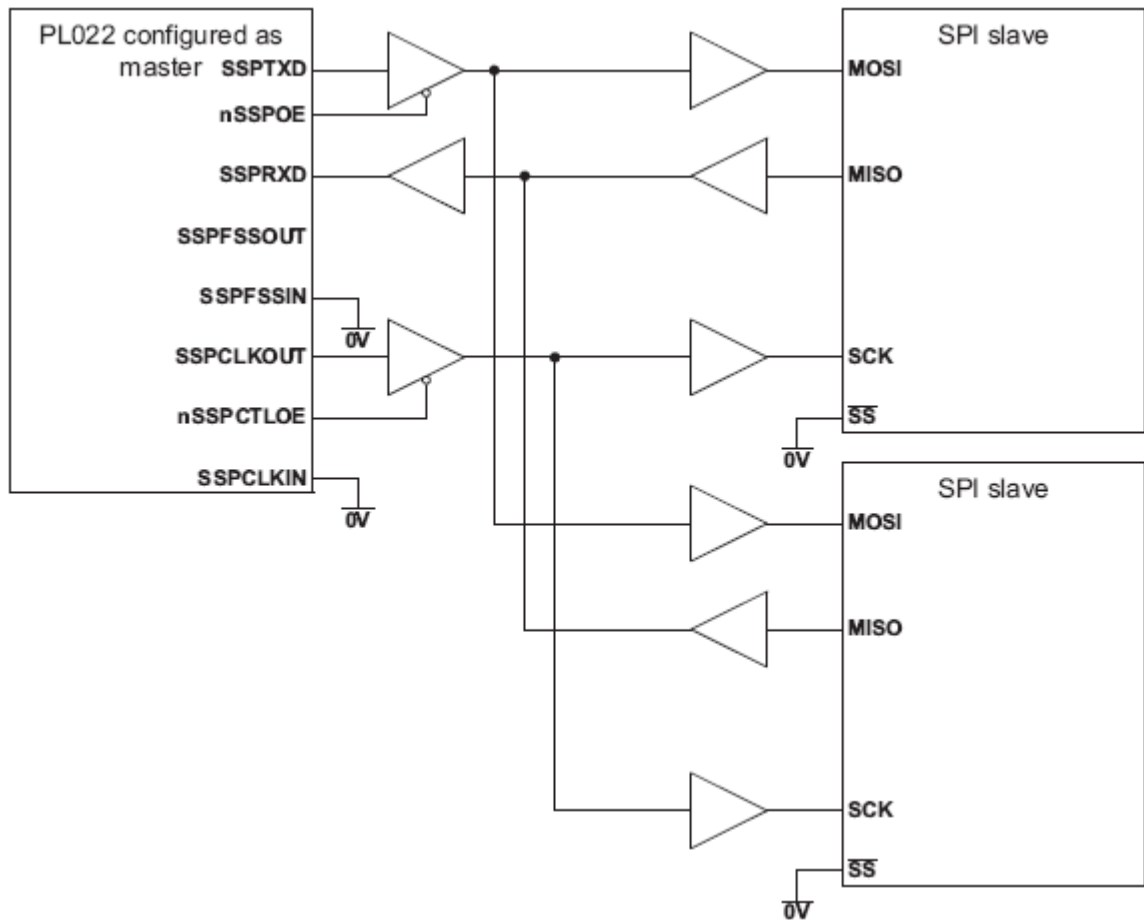 PL022 configured as
master SSPTXD
nSSPOE
SSPRXD
SSPFSSOUT
SSPFSSIN
0V
SSPCLKOUT
nSSPCTLOE
SSPCLKIN
0V
SPI slave
MOSI
MISO
SCK
SS
0V
SPI slave
MOSI
MISO
SCK
SS
0V